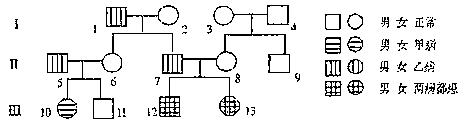 I
1 2 3 4
□ ○ 男 女 正常
男 女 甲病
II
5 6 7 8 9
男 女 乙病
III
10 11 12 13
男 女 两病都患